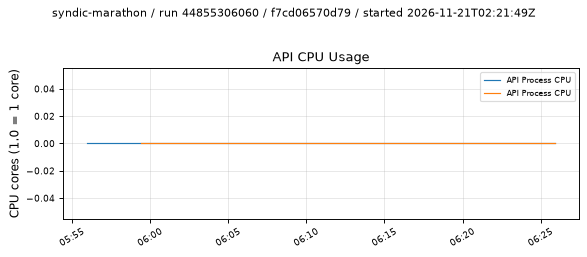 syndic-marathon / run 44855306060 / f7cd06570d79 / started 2026-11-21T02:21:49Z
API CPU Usage
API Process CPU
API Process CPU
CPU cores (1.0 = 1 core)
0.04
0.02
0.00
−0.02
−0.04
05:55
06:00
06:05
06:10
06:15
06:20
06:25